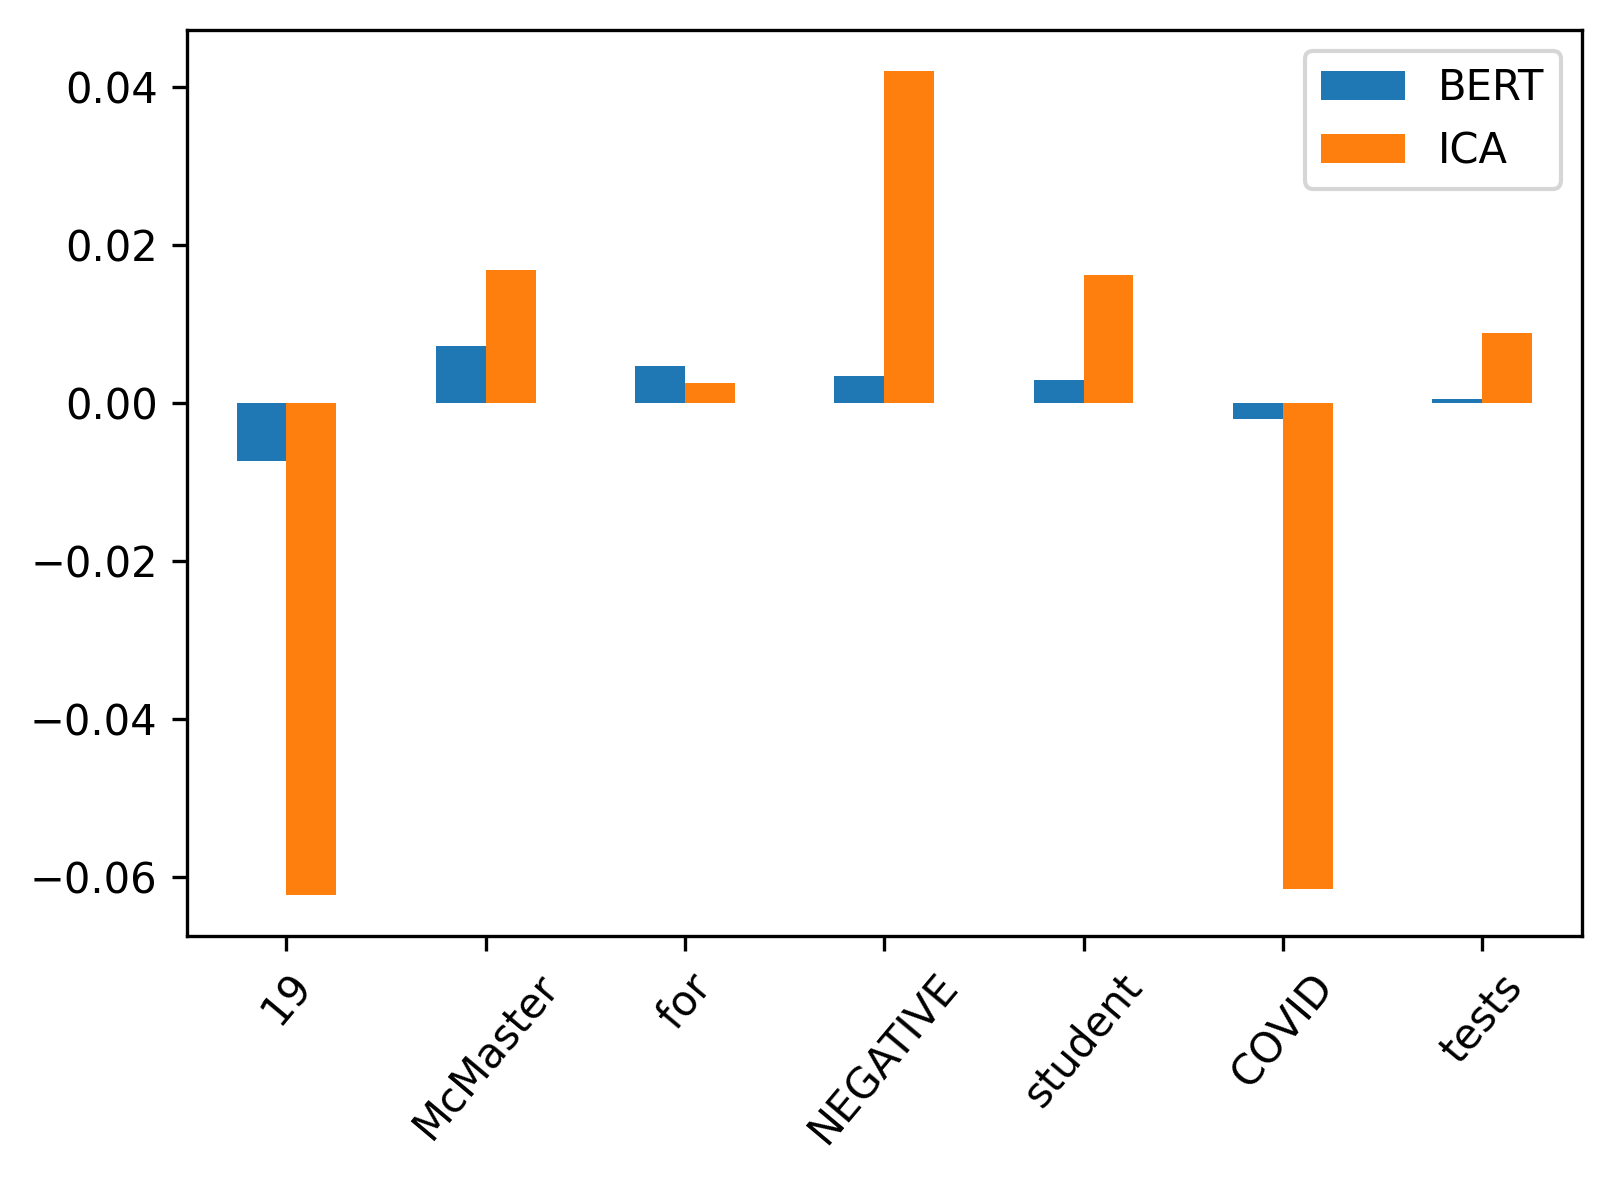 BERT
ICA
0.04
0.02
0.00
−0.02
−0.04
−0.06
19
McMaster
for
NEGATIVE
student
COVID
tests